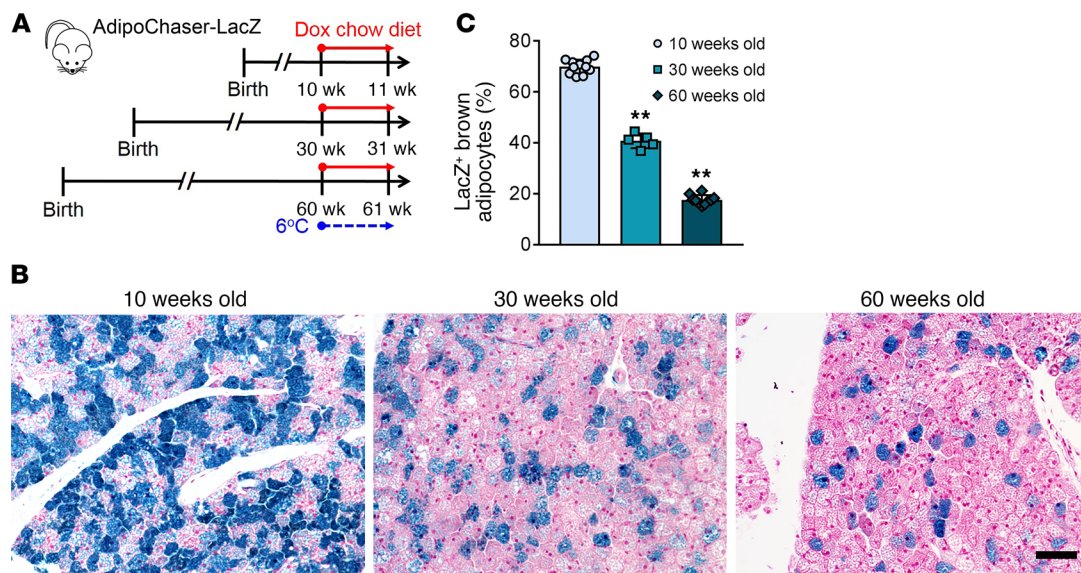 A
AdipoChaser-LacZ
Dox chow diet
Birth
10 wk
11 wk
Birth
30 wk
31 wk
Birth
60 wk
61 wk
6ºC
C
LacZ⁺ brown
adipocytes (%)
80
60
40
20
0
**
**
10 weeks old
30 weeks old
60 weeks old
B
10 weeks old
30 weeks old
60 weeks old